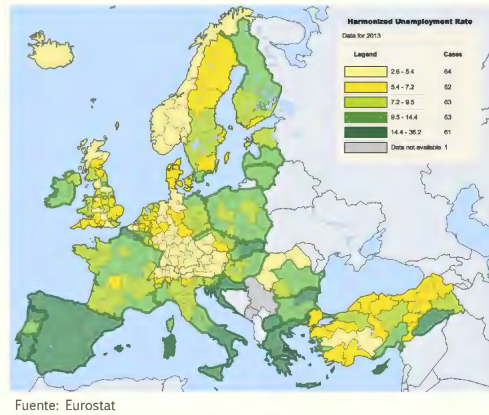 Harmonized Unemployment Rate
Data for 2013
Legend Cases
2.6 - 5.4 64
5.4 - 7.2 62
7.2 - 9.5 63
9.5 - 14.4 63
14.4 - 36.2 61
Data not available 1
Fuente: Eurostat